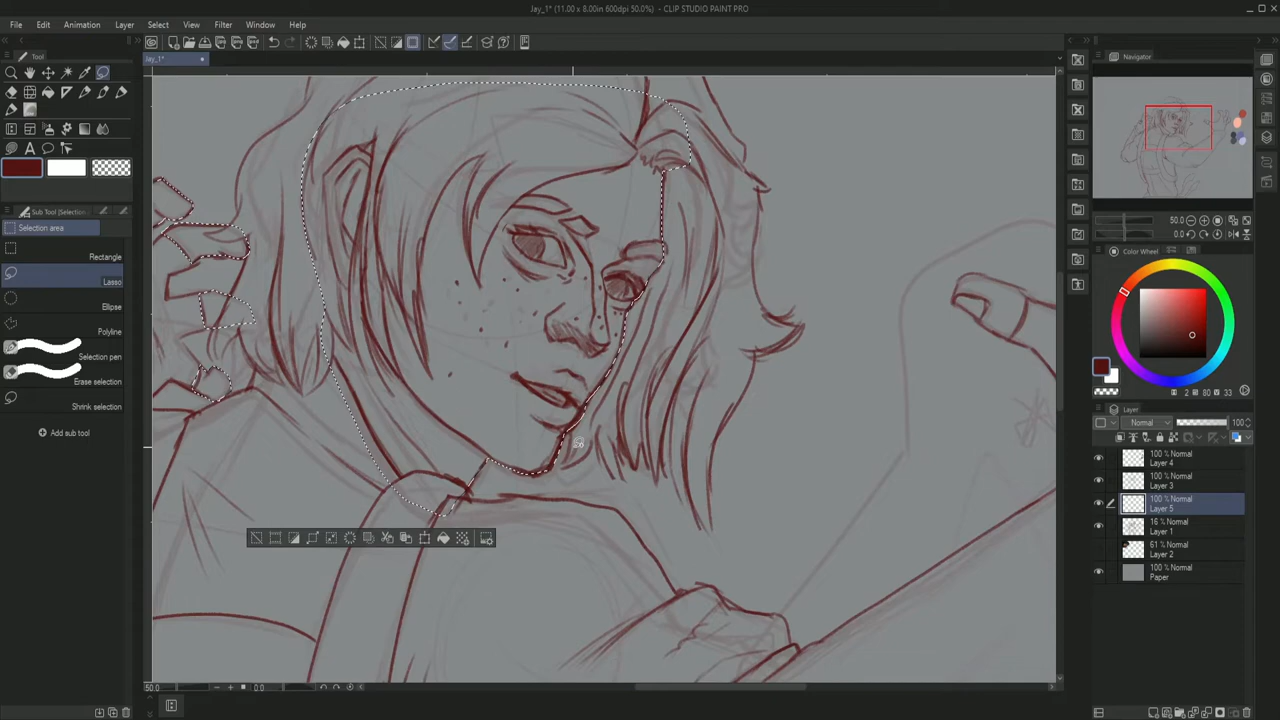 Jay_1* (11.00 x 8.00in 600dpi 50.0%) - CLIP STUDIO PAINT PRO
File Edit Animation Layer Select View Filter Window Help
Tool
Jay_1*
Navigator
Sub Tool [Selection
Selection area
Rectangle
Lasso
Ellipse
Polyline
Selection pen
Erase selection
Shrink selection
Add sub tool
50.0
0.0
Color Wheel
2 80 33
Layer
Normal 100
100 % Normal
Layer 4
100 % Normal
Layer 3
100 % Normal
Layer 5
16 % Normal
Layer 1
61 % Normal
Layer 2
100 % Normal
Paper
50.0 0.0